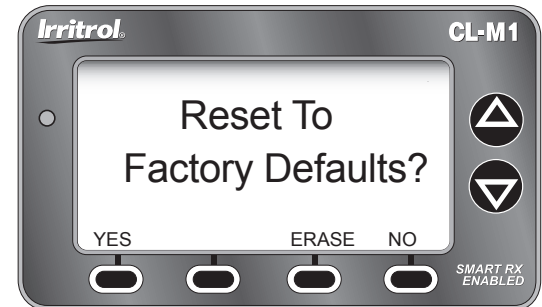 Irritrol®
CL-M1
Reset To
Factory Defaults?
YES ERASE NO
SMART RX
ENABLED